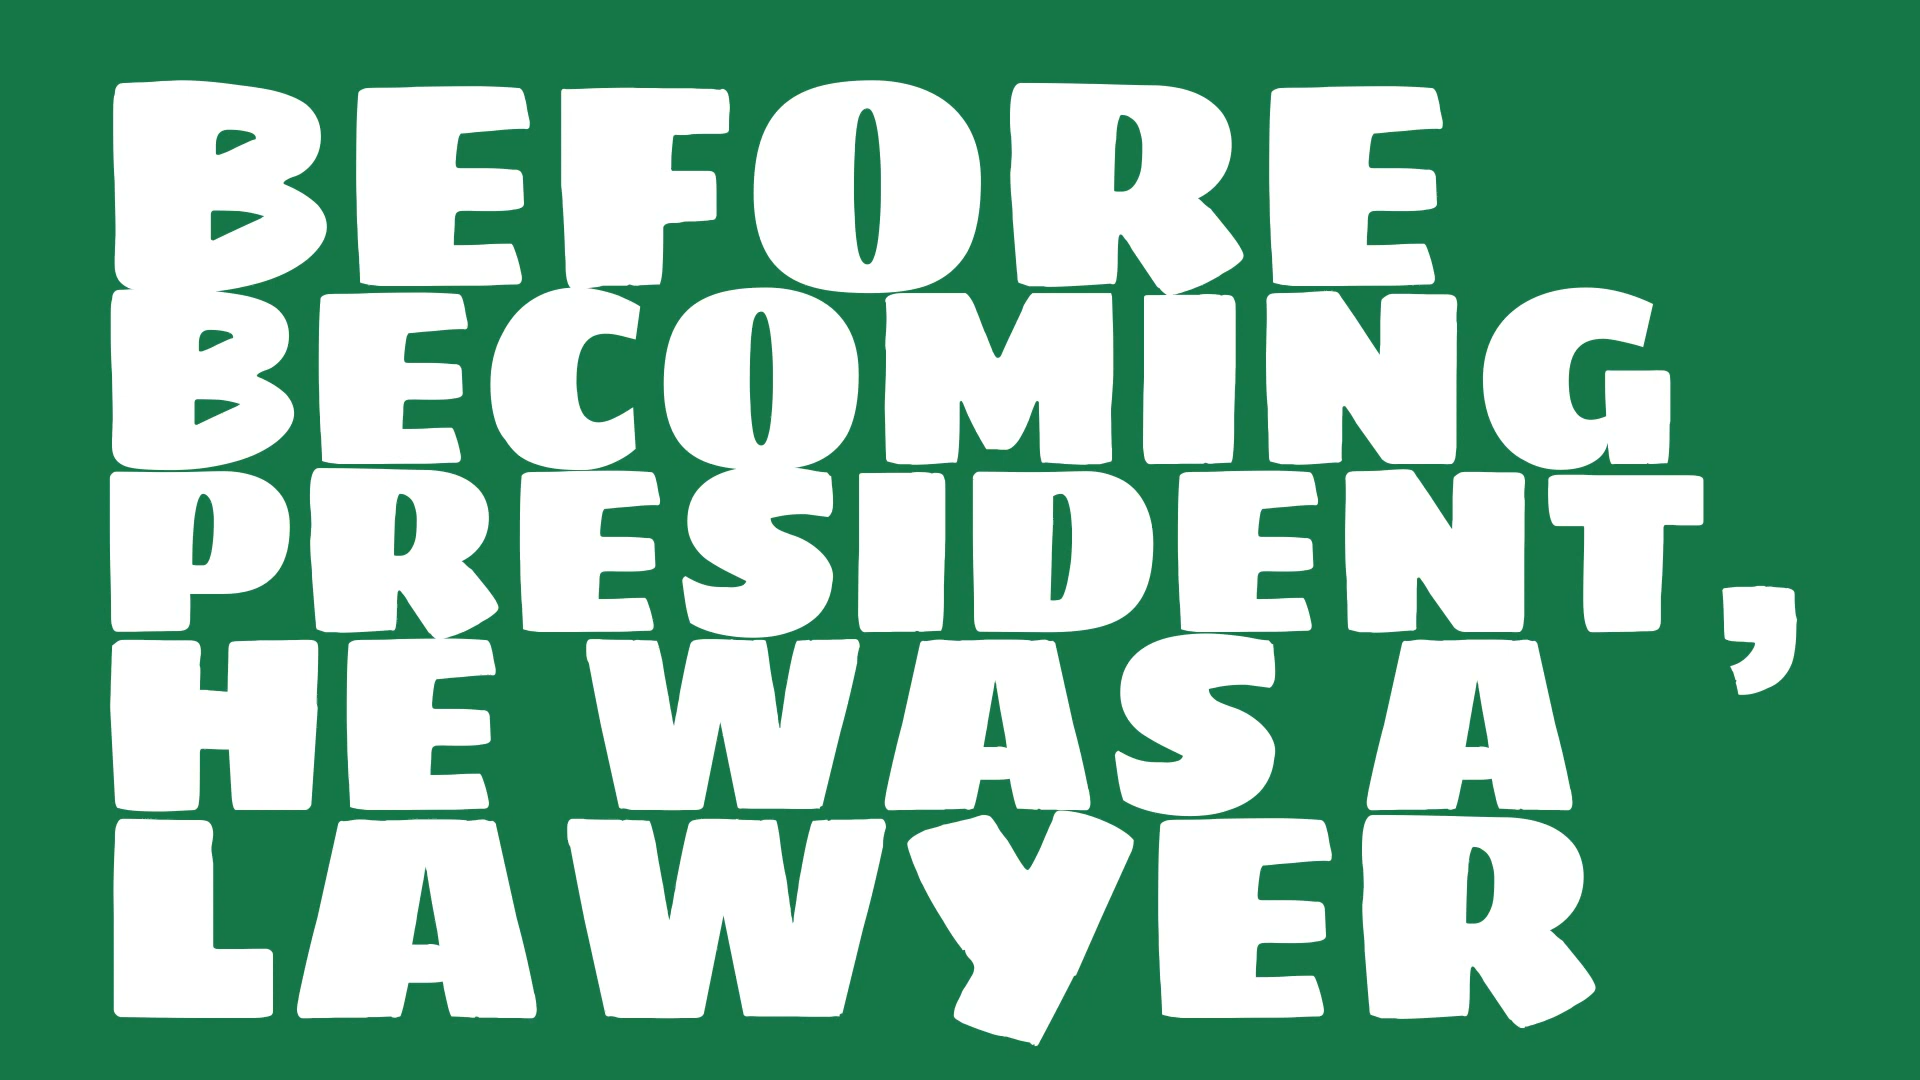 BEFORE
BECOMING
PRESIDENT,
HE WAS A
LAWYER